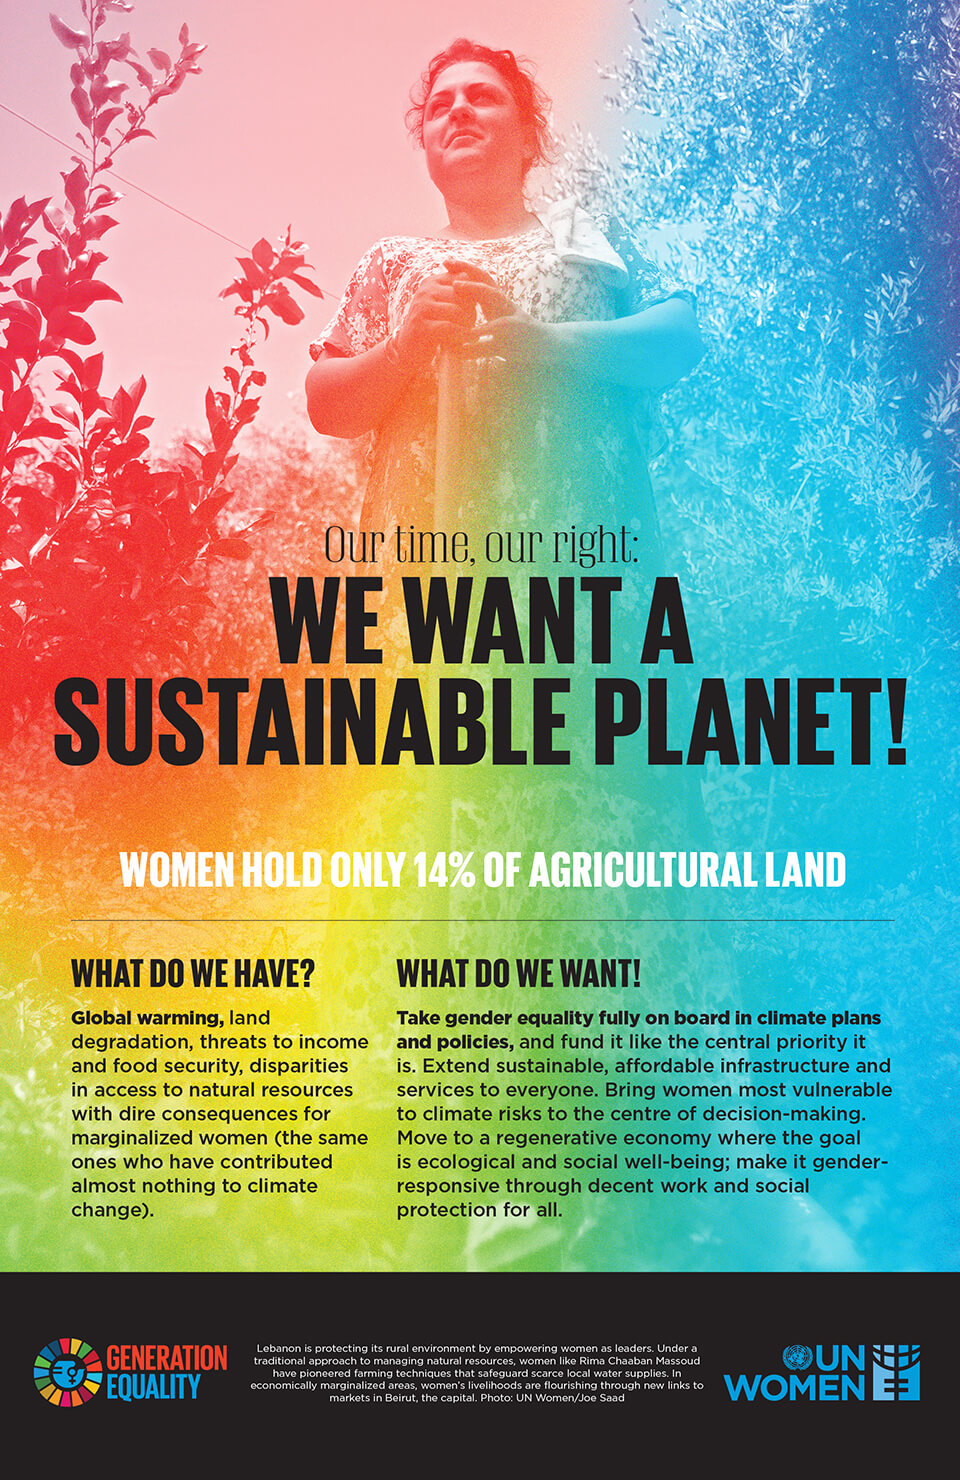 Our time, our right:
WE WANT A
SUSTAINABLE PLANET!
WOMEN HOLD ONLY 14% OF AGRICULTURAL LAND
WHAT DO WE HAVE?
Global warming, land
degradation, threats to income
and food security, disparities
in access to natural resources
with dire consequences for
marginalized women (the same
ones who have contributed
almost nothing to climate
change).
WHAT DO WE WANT!
Take gender equality fully on board in climate plans
and policies, and fund it like the central priority it
is. Extend sustainable, affordable infrastructure and
services to everyone. Bring women most vulnerable
to climate risks to the centre of decision-making.
Move to a regenerative economy where the goal
is ecological and social well-being; make it gender-
responsive through decent work and social
protection for all.
GENERATION
EQUALITY
Lebanon is protecting its rural environment by empowering women as leaders. Under a
traditional approach to managing natural resources, women like Rima Chaaban Massoud
have pioneered farming techniques that safeguard scarce local water supplies. In
economically marginalized areas, women's livelihoods are flourishing through new links to
markets in Beirut, the capital. Photo: UN Women/Joe Saad
UN
WOMEN